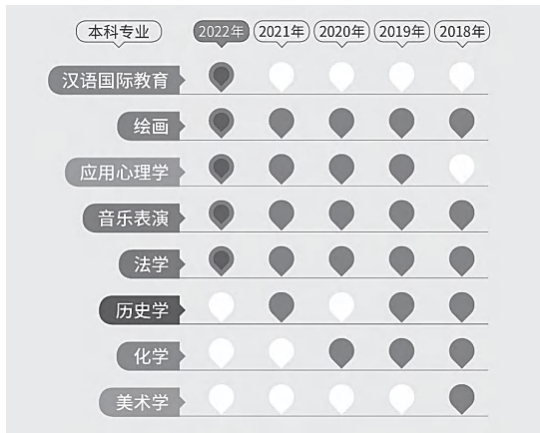 本科专业 2022年 2021年 2020年 2019年 2018年
汉语国际教育
绘画
应用心理学
音乐表演
法学
历史学
化学
美术学